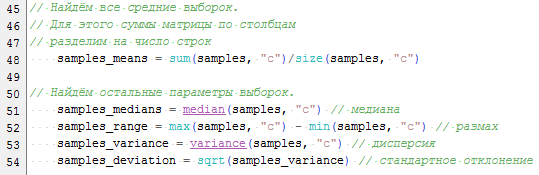 45 // Найдём все средние выборок.
46 // Для этого суммы матрицы по столбцам
47 // разделим на число строк
48 samples_means = sum(samples, "c")/size(samples, "c")
49
50 // Найдём остальные параметры выборок.
51 samples_medians = median(samples, "c") // медиана
52 samples_range = max(samples, "c") - min(samples, "c") // размах
53 samples_variance = variance(samples, "c") // дисперсия
54 samples_deviation = sqrt(samples_variance) // стандартное отклонение